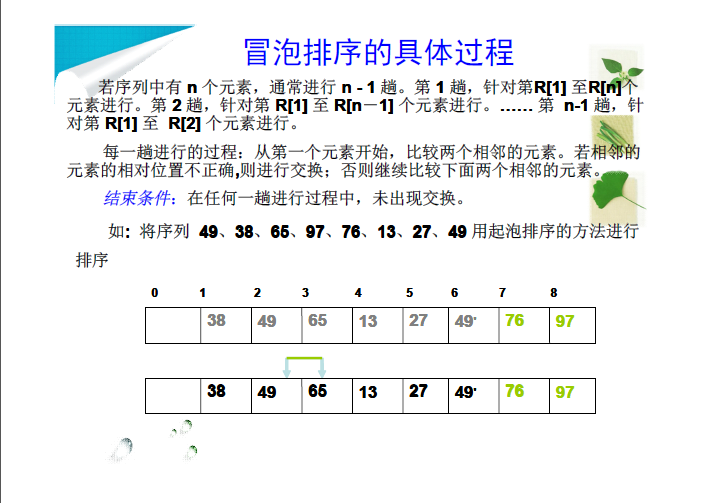 冒泡排序的具体过程
若序列中有 n 个元素，通常进行 n - 1 趟。第 1 趟，针对第R[1] 至R[n]个
元素进行。第 2 趟，针对第 R[1] 至 R[n－1] 个元素进行。…… 第 n-1 趟，针
对第 R[1] 至 R[2] 个元素进行。
每一趟进行的过程：从第一个元素开始，比较两个相邻的元素。若相邻的
元素的相对位置不正确,则进行交换；否则继续比较下面两个相邻的元素。
结束条件：在任何一趟进行过程中，未出现交换。
如: 将序列 49、38、65、97、76、13、27、49 用起泡排序的方法进行
排序
0 1 2 3 4 5 6 7 8
38 49 65 13 27 49' 76 97
38 49 65 13 27 49' 76 97